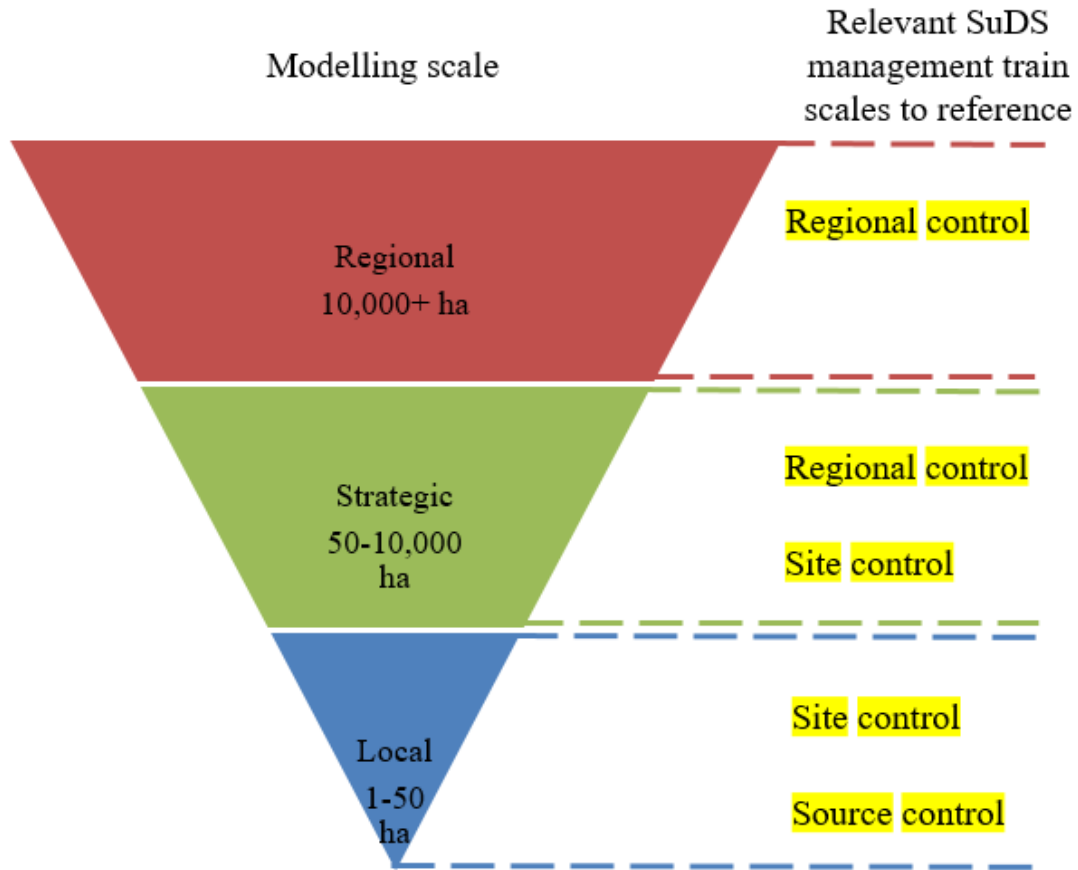 Modelling scale
Relevant SuDS
management train
scales to reference
Regional
10,000+ ha
Regional control
Strategic
50-10,000
ha
Regional control
Site control
Local
1-50
ha
Site control
Source control